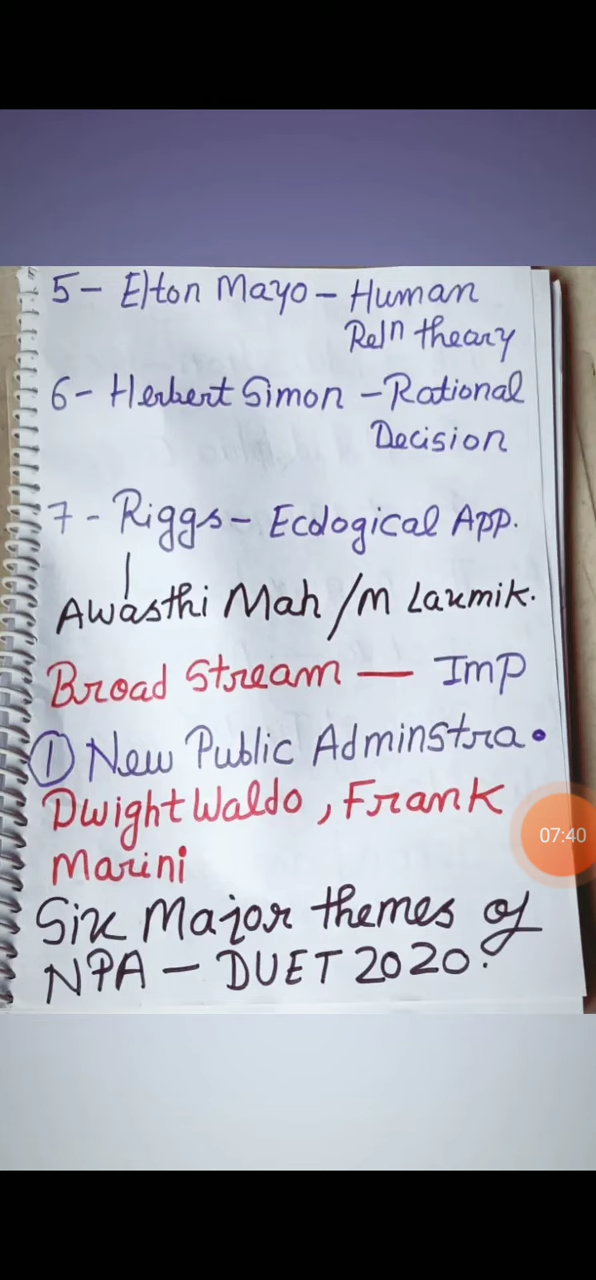 5- Elton Mayo - Human
Reln theary
6- Herbert Simon - Rational
Decision
7 - Riggs - Ecological App.
Awasthi Mah /M Laxmik.
Broad Stream — Imp
① New Public Adminstra.
Dwight Waldo, Frank
Marini
07:40
Six Major themes of
NPA - DUET 2020.